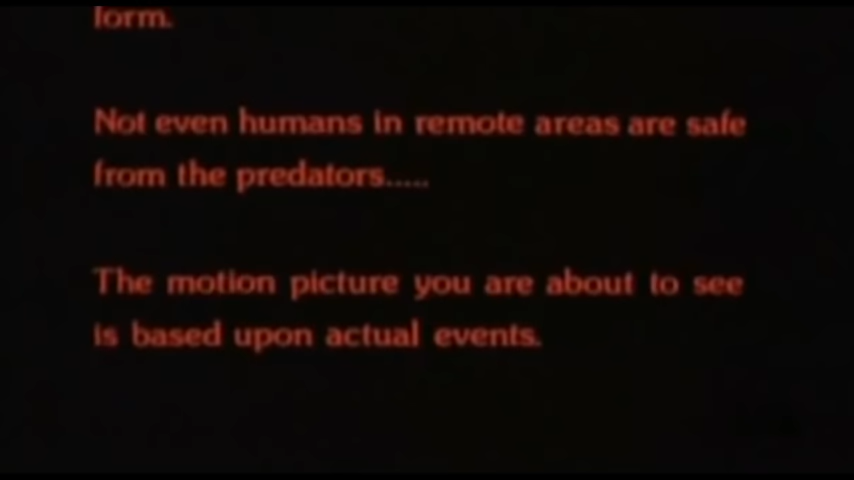 form.
Not even humans in remote areas are safe
from the predators.....
The motion picture you are about to see
is based upon actual events.